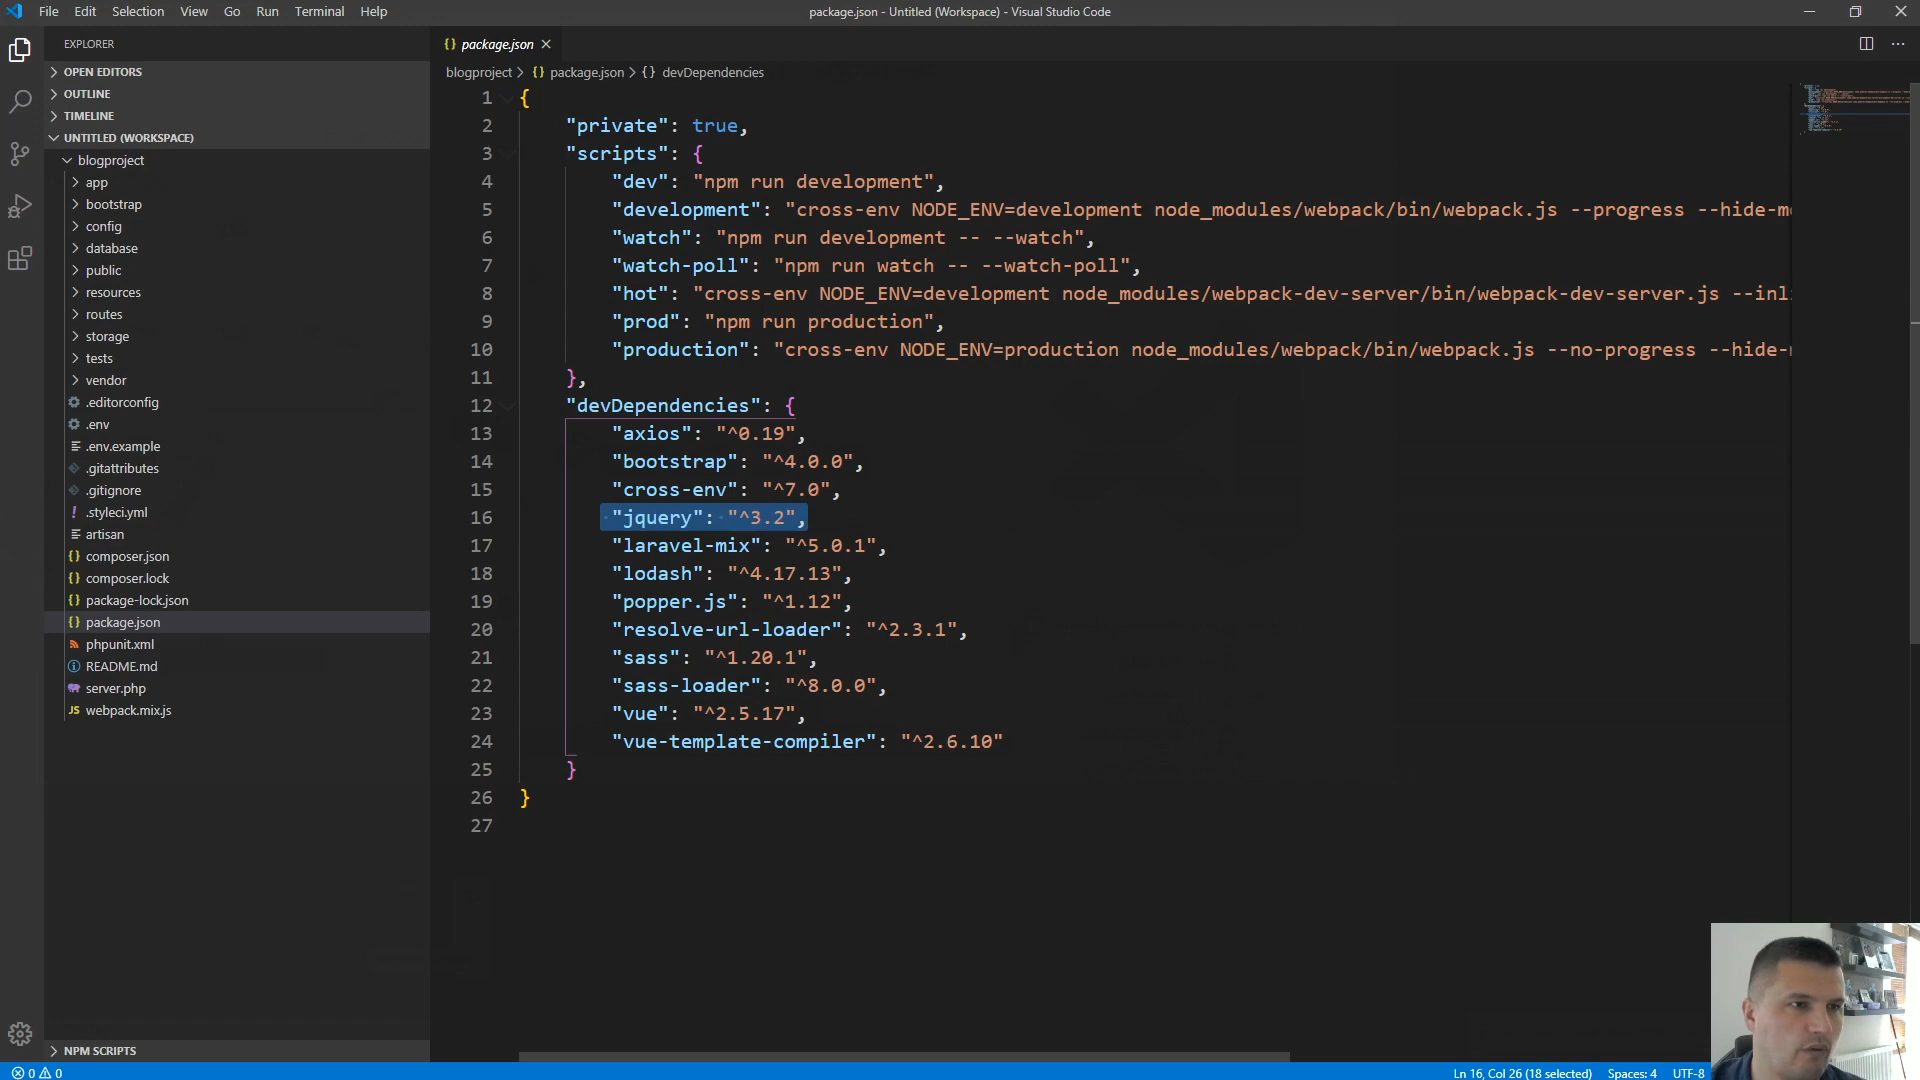 File Edit Selection View Go Run Terminal Help
package.json - Untitled (Workspace) - Visual Studio Code
EXPLORER
OPEN EDITORS
OUTLINE
TIMELINE
UNTITLED (WORKSPACE)
blogproject
app
bootstrap
config
database
public
resources
routes
storage
tests
vendor
.editorconfig
.env
.env.example
.gitattributes
.gitignore
.styleci.yml
artisan
composer.json
composer.lock
package-lock.json
package.json
phpunit.xml
README.md
server.php
webpack.mix.js
NPM SCRIPTS
package.json
blogproject > {} package.json > {} devDependencies
1 {
2 "private": true,
3 "scripts": {
4 "dev": "npm run development",
5 "development": "cross-env NODE_ENV=development node_modules/webpack/bin/webpack.js --progress --hide-m
6 "watch": "npm run development -- --watch",
7 "watch-poll": "npm run watch -- --watch-poll",
8 "hot": "cross-env NODE_ENV=development node_modules/webpack-dev-server/bin/webpack-dev-server.js --inl
9 "prod": "npm run production",
10 "production": "cross-env NODE_ENV=production node_modules/webpack/bin/webpack.js --no-progress --hide-
11 },
12 "devDependencies": {
13 "axios": "^0.19",
14 "bootstrap": "^4.0.0",
15 "cross-env": "^7.0",
16 "jquery": "^3.2",
17 "laravel-mix": "^5.0.1",
18 "lodash": "^4.17.13",
19 "popper.js": "^1.12",
20 "resolve-url-loader": "^2.3.1",
21 "sass": "^1.20.1",
22 "sass-loader": "^8.0.0",
23 "vue": "^2.5.17",
24 "vue-template-compiler": "^2.6.10"
25 }
26 }
27
0 0
Ln 16, Col 26 (18 selected) Spaces: 4 UTF-8